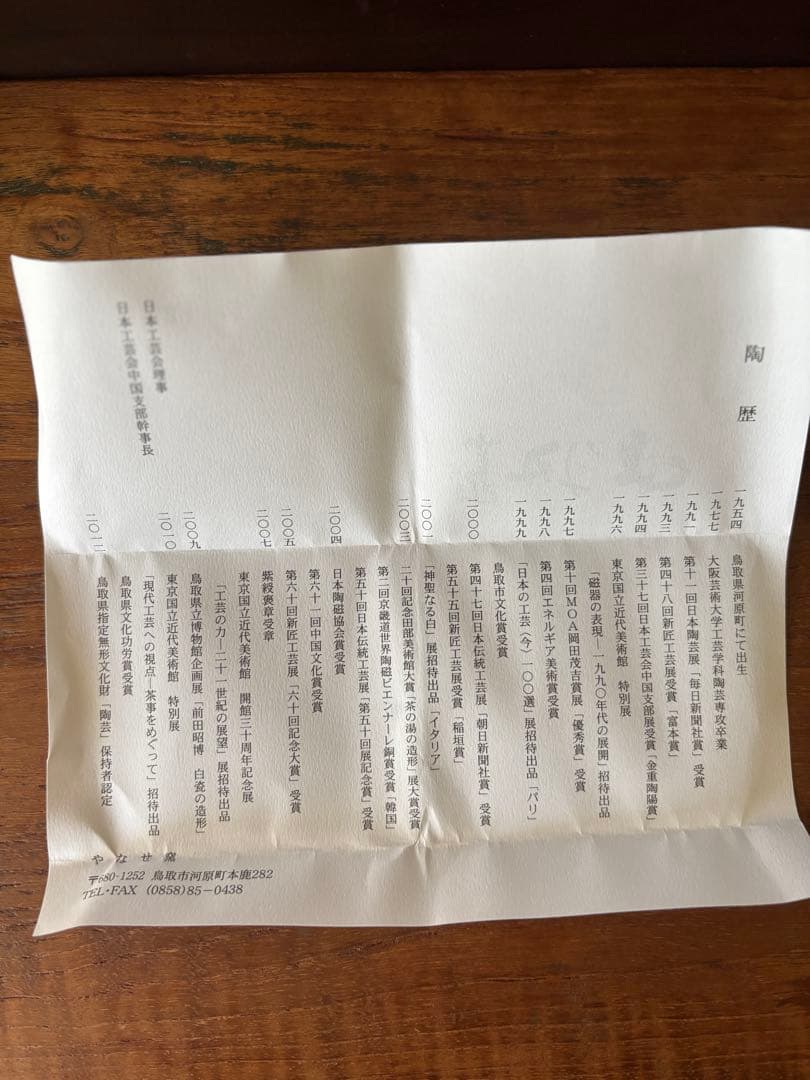 陶歴
一九五四 鳥取県河原町にて出生
一九七七 大阪芸術大学工芸学科陶芸専攻卒業
一九九一 第十一回日本陶芸展「毎日新聞社賞」受賞
一九九三 第四十八回新匠工芸展受賞「富本賞」
一九九四 第三十七回日本工芸会中国支部展受賞「金重陶陽賞」
一九九六 東京国立近代美術館 特別展
「磁器の表現―一九九〇年代の展開」招待出品
一九九七 第十回MOA岡田茂吉賞展「優秀賞」受賞
一九九八 第四回エネルギア美術賞受賞
一九九九 「日本の工芸〈今〉一〇〇選」展招待出品「パリ」
鳥取市文化賞受賞
二〇〇〇 第四十七回日本伝統工芸展「朝日新聞社賞」受賞
第五十五回新匠工芸展受賞「稲垣賞」
二〇〇一 「神聖なる白」展招待出品「イタリア」
二〇〇三 二十回記念田部美術館大賞「茶の湯の造形」展大賞受賞
第二回京畿道世界陶磁ビエンナーレ銅賞受賞「韓国」
第五十回日本伝統工芸展「第五十回展記念賞」受賞
二〇〇四 日本陶磁協会賞受賞
第六十一回中国文化賞受賞
二〇〇五 第六十回新匠工芸展「六十回記念大賞」受賞
二〇〇七 紫綬褒章受章
東京国立近代美術館 開館三十周年記念展
「工芸の力―二十一世紀の展望」展招待出品
二〇〇九 鳥取県立博物館企画展「前田昭博 白瓷の造形」
二〇一〇 東京国立近代美術館 特別展
「現代工芸への視点―茶事をめぐって」招待出品
鳥取県文化功労賞受賞
二〇一二 鳥取県指定無形文化財「陶芸」保持者認定
日本工芸会理事
日本工芸会中国支部幹事長
やなせ窯
〒680-1252 鳥取市河原町本鹿282
TEL・FAX (0858)85-0438